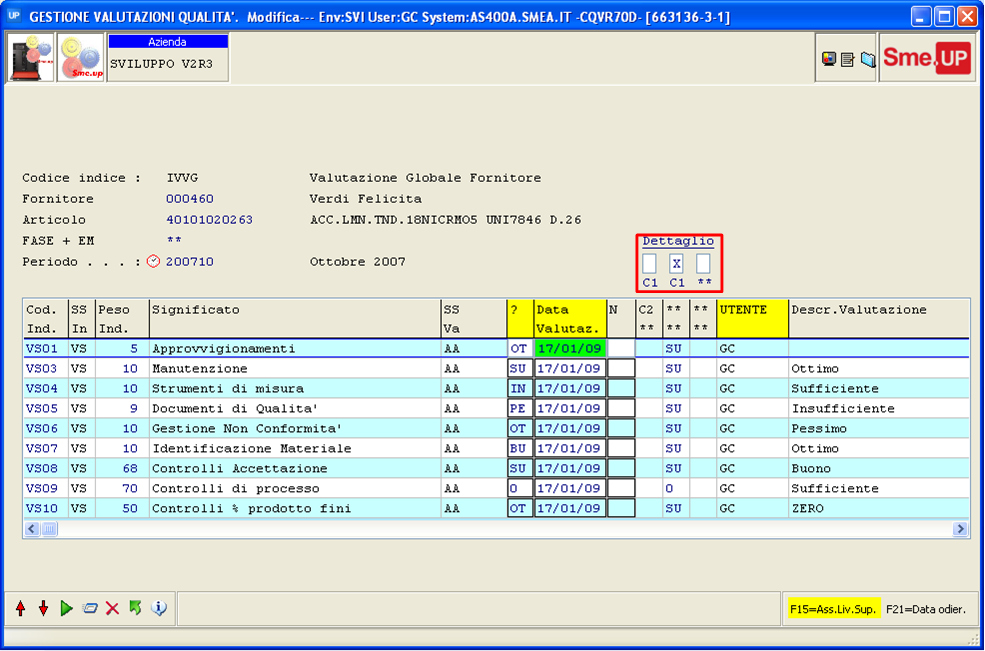 UP GESTIONE VALUTAZIONI QUALITA'. Modifica--- Env:SVI User:GC System:AS400A.SMEA.IT -CQVR70D- [663136-3-1]
Sme.up
Azienda
SVILUPPO V2R3
Sme.UP
Codice indice : IVVG Valutazione Globale Fornitore
Fornitore 000460 Verdi Felicita
Articolo 40101020263 ACC.LMN.TND.18NICRMO5 UNI7846 D.26
FASE + EM **
Periodo . . . : 200710 Ottobre 2007
Dettaglio
X
C1 C1 **
Cod. SS Peso Significato SS ? Data N C2 ** ** UTENTE Descr.Valutazione
Ind. In Ind. Va Valutaz. ** ** **
VS01 VS 5 Approvvigionamenti AA OT 17/01/09 SU GC
VS03 VS 10 Manutenzione AA SU 17/01/09 SU GC Ottimo
VS04 VS 10 Strumenti di misura AA IN 17/01/09 SU GC Sufficiente
VS05 VS 9 Documenti di Qualita' AA PE 17/01/09 SU GC Insufficiente
VS06 VS 10 Gestione Non Conformita' AA OT 17/01/09 SU GC Pessimo
VS07 VS 10 Identificazione Materiale AA BU 17/01/09 SU GC Ottimo
VS08 VS 68 Controlli Accettazione AA SU 17/01/09 SU GC Buono
VS09 VS 70 Controlli di processo AA 0 17/01/09 0 GC Sufficiente
VS10 VS 50 Controlli % prodotto fini AA OT 17/01/09 SU GC ZERO
F15=Ass.Liv.Sup. F21=Data odier.